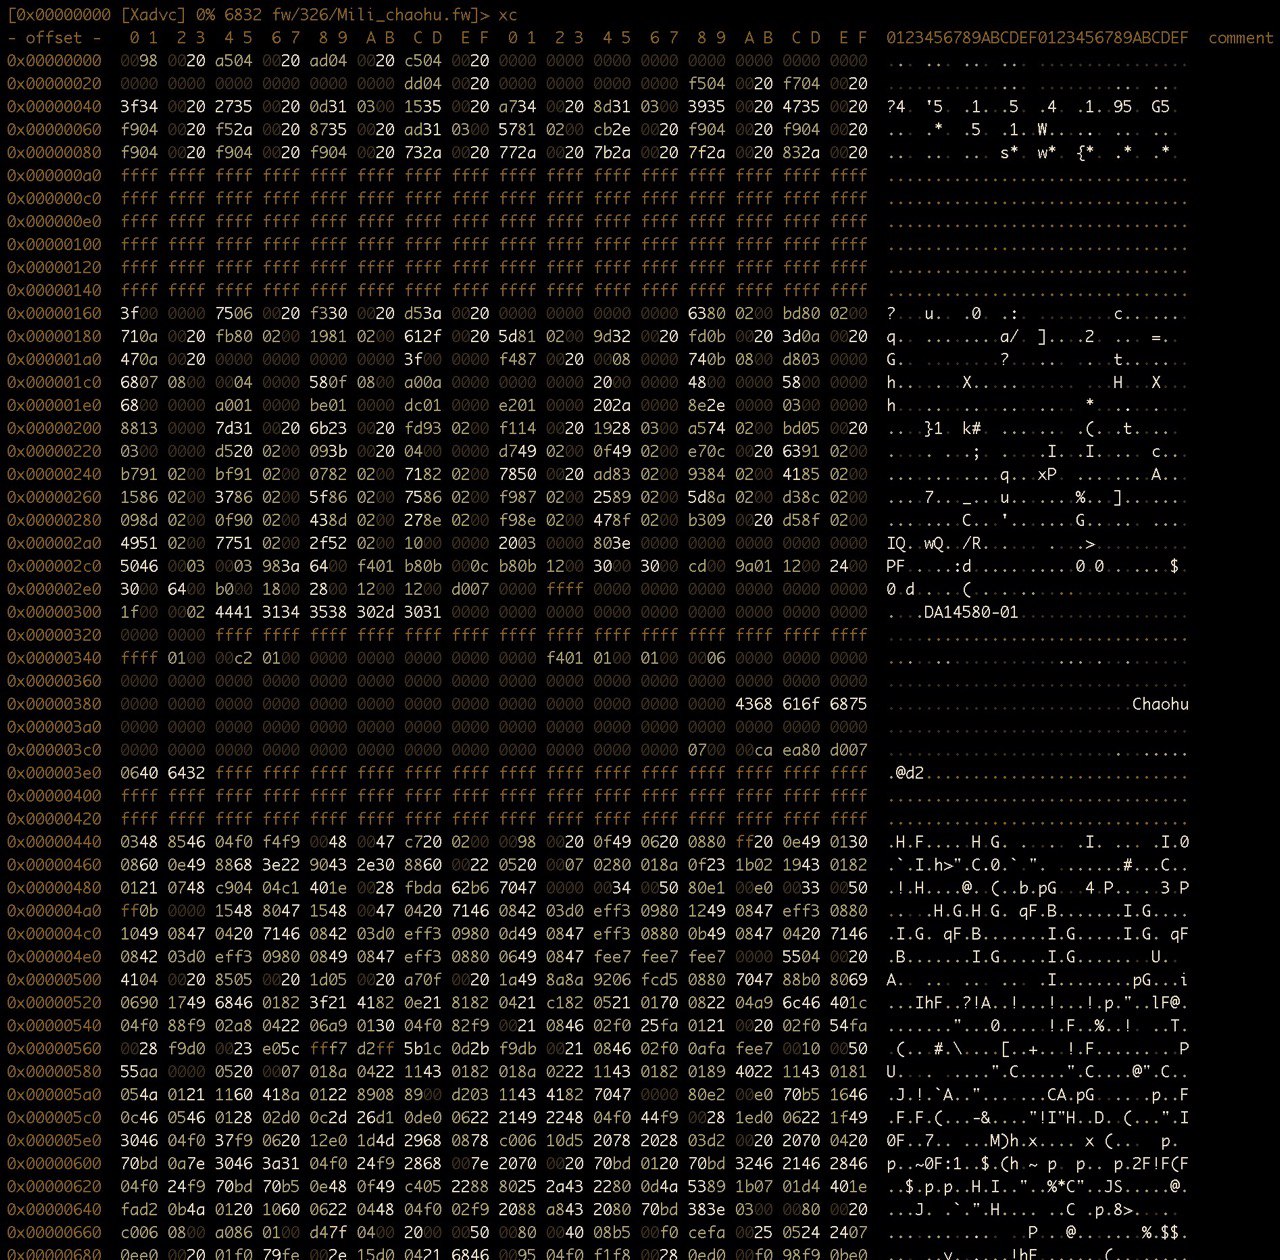 [0x00000000 [Xadvc] 0% 6832 fw/326/Mili_chaohu.fw]> xc
- offset - 0 1 2 3 4 5 6 7 8 9 A B C D E F 0 1 2 3 4 5 6 7 8 9 A B C D E F 0123456789ABCDEF0123456789ABCDEF comment
0x00000000 0098 0020 a504 0020 ad04 0020 c504 0020 0000 0000 0000 0000 0000 0000 0000 0000 ... ... ... ... ................
0x00000020 0000 0000 0000 0000 0000 0000 dd04 0020 0000 0000 0000 0000 f504 0020 f704 0020 ............... ........... ... 
0x00000040 3f34 0020 2735 0020 0d31 0300 1535 0020 a734 0020 8d31 0300 3935 0020 4735 0020 ?4. '5. .1...5. .4. .1..95. G5. 
0x00000060 f904 0020 f52a 0020 8735 0020 ad31 0300 5781 0200 cb2e 0020 f904 0020 f904 0020 ... .*. .5. .1..W...... ... ... 
0x00000080 f904 0020 f904 0020 f904 0020 732a 0020 772a 0020 7b2a 0020 7f2a 0020 832a 0020 ... ... ... s*. w*. {*. .*. .*. 
0x000000a0 ffff ffff ffff ffff ffff ffff ffff ffff ffff ffff ffff ffff ffff ffff ffff ffff ................................
0x000000c0 ffff ffff ffff ffff ffff ffff ffff ffff ffff ffff ffff ffff ffff ffff ffff ffff ................................
0x000000e0 ffff ffff ffff ffff ffff ffff ffff ffff ffff ffff ffff ffff ffff ffff ffff ffff ................................
0x00000100 ffff ffff ffff ffff ffff ffff ffff ffff ffff ffff ffff ffff ffff ffff ffff ffff ................................
0x00000120 ffff ffff ffff ffff ffff ffff ffff ffff ffff ffff ffff ffff ffff ffff ffff ffff ................................
0x00000140 ffff ffff ffff ffff ffff ffff ffff ffff ffff ffff ffff ffff ffff ffff ffff ffff ................................
0x00000160 3f00 0000 7506 0020 f330 0020 d53a 0020 0000 0000 0000 0000 6380 0200 bd80 0200 ?...u.. .0. .:. ........c.......
0x00000180 710a 0020 fb80 0200 1981 0200 612f 0020 5d81 0200 9d32 0020 fd0b 0020 3d0a 0020 q.. ........a/. ]....2. ... =.. 
0x000001a0 470a 0020 0000 0000 0000 0000 3f00 0000 f487 0020 0008 0000 740b 0800 d803 0000 G.. ........?...... ....t.......
0x000001c0 6807 0800 0004 0000 580f 0800 a00a 0000 0000 0000 2000 0000 4800 0000 5800 0000 h.......X........... ...H...X...
0x000001e0 6800 0000 a001 0000 be01 0000 dc01 0000 e201 0000 202a 0000 8e2e 0000 0300 0000 h................... *..........
0x00000200 8813 0000 7d31 0020 6b23 0020 fd93 0200 f114 0020 1928 0300 a574 0200 bd05 0020 ....}1. k#. ....... .(...t..... 
0x00000220 0300 0000 d520 0200 093b 0020 0400 0000 d749 0200 0f49 0200 e70c 0020 6391 0200 ..... ...;. .....I...I..... c...
0x00000240 b791 0200 bf91 0200 0782 0200 7182 0200 7850 0020 ad83 0200 9384 0200 4185 0200 ............q...xP. ........A...
0x00000260 1586 0200 3786 0200 5f86 0200 7586 0200 f987 0200 2589 0200 5d8a 0200 d38c 0200 ....7..._...u.......%...].......
0x00000280 098d 0200 0f90 0200 438d 0200 278e 0200 f98e 0200 478f 0200 b309 0020 d58f 0200 ........C...'.......G...... ....
0x000002a0 4951 0200 7751 0200 2f52 0200 1000 0000 2003 0000 803e 0000 0000 0000 0000 0000 IQ..wQ../R...... ....>..........
0x000002c0 5046 0003 0003 983a 6400 f401 b80b 000c b80b 1200 3000 3000 cd00 9a01 1200 2400 PF.....:d...........0.0.......$.
0x000002e0 3000 6400 b000 1800 2800 1200 1200 d007 0000 ffff 0000 0000 0000 0000 0000 0000 0.d.....(.......................
0x00000300 1f00 0002 4441 3134 3538 302d 3031 0000 0000 0000 0000 0000 0000 0000 0000 0000 ....DA14580-01..................
0x00000320 0000 0000 ffff ffff ffff ffff ffff ffff ffff ffff ffff ffff ffff ffff ffff ffff ................................
0x00000340 ffff 0100 00c2 0100 0000 0000 0000 0000 0000 f401 0100 0100 0006 0000 0000 0000 ................................
0x00000360 0000 0000 0000 0000 0000 0000 0000 0000 0000 0000 0000 0000 0000 0000 0000 0000 ................................
0x00000380 0000 0000 0000 0000 0000 0000 0000 0000 0000 0000 0000 0000 0000 4368 616f 6875 ..........................Chaohu
0x000003a0 0000 0000 0000 0000 0000 0000 0000 0000 0000 0000 0000 0000 0000 0000 0000 0000 ................................
0x000003c0 0000 0000 0000 0000 0000 0000 0000 0000 0000 0000 0000 0000 0700 00ca ea80 d007 ................................
0x000003e0 0640 6432 ffff ffff ffff ffff ffff ffff ffff ffff ffff ffff ffff ffff ffff ffff .@d2............................
0x00000400 ffff ffff ffff ffff ffff ffff ffff ffff ffff ffff ffff ffff ffff ffff ffff ffff ................................
0x00000420 ffff ffff ffff ffff ffff ffff ffff ffff ffff ffff ffff ffff ffff ffff ffff ffff ................................
0x00000440 0348 8546 04f0 f4f9 0048 0047 c720 0200 0098 0020 0f49 0620 0880 ff20 0e49 0130 .H.F.....H.G. ..... .I. ... .I.0
0x00000460 0860 0e49 8868 3e22 9043 2e30 8860 0022 0520 0007 0280 018a 0f23 1b02 1943 0182 .`.I.h>".C.0.`.". .......#...C..
0x00000480 0121 0748 c904 04c1 401e 0028 fbda 62b6 7047 0000 0034 0050 80e1 00e0 0033 0050 .!.H....@..(..b.pG...4.P.....3.P
0x000004a0 ff0b 0000 1548 8047 1548 0047 0420 7146 0842 03d0 eff3 0980 1249 0847 eff3 0880 .....H.G.H.G. qF.B.......I.G....
0x000004c0 1049 0847 0420 7146 0842 03d0 eff3 0980 0d49 0847 eff3 0880 0b49 0847 0420 7146 .I.G. qF.B.......I.G.....I.G. qF
0x000004e0 0842 03d0 eff3 0980 0849 0847 eff3 0880 0649 0847 fee7 fee7 fee7 0000 5504 0020 .B.......I.G.....I.G........U.. 
0x00000500 4104 0020 8505 0020 1d05 0020 a70f 0020 1a49 8a8a 9206 fcd5 0880 7047 88b0 8069 A.. ... ... ... .I........pG...i
0x00000520 0690 1749 6846 0182 3f21 4182 0e21 8182 0421 c182 0521 0170 0822 04a9 6c46 401c ...IhF..?!A..!...!...!.p."..lF@.
0x00000540 04f0 88f9 02a8 0422 06a9 0130 04f0 82f9 0021 0846 02f0 25fa 0121 0020 02f0 54fa ......."...0.....!.F..%..!. ..T.
0x00000560 0028 f9d0 0023 e05c fff7 d2ff 5b1c 0d2b f9db 0021 0846 02f0 0afa fee7 0010 0050 .(...#.\....[..+...!.F.........P
0x00000580 55aa 0000 0520 0007 018a 0422 1143 0182 018a 0222 1143 0182 0189 4022 1143 0181 U.... .....".C.....".C....@".C..
0x000005a0 054a 0121 1160 418a 0122 8908 8900 d203 1143 4182 7047 0000 80e2 00e0 70b5 1646 .J.!.`A..".......CA.pG......p..F
0x000005c0 0c46 0546 0128 02d0 0c2d 26d1 0de0 0622 2149 2248 04f0 44f9 0028 1ed0 0622 1f49 .F.F.(...-&...."!I"H..D..(...".I
0x000005e0 3046 04f0 37f9 0620 12e0 1d4d 2968 0878 c006 10d5 2078 2028 03d2 0020 2070 0420 0F..7.. ...M)h.x.... x (...  p. 
0x00000600 70bd 0a7e 3046 3a31 04f0 24f9 2868 007e 2070 0020 70bd 0120 70bd 3246 2146 2846 p..~0F:1..$.(h.~ p. p.. p.2F!F(F
0x00000620 04f0 24f9 70bd 70b5 0e48 0f49 c405 2288 8025 2a43 2280 0d4a 5389 1b07 01d4 401e ..$.p.p..H.I.."..%*C"..JS.....@.
0x00000640 fad2 0b4a 0120 1060 0622 0448 04f0 02f9 2088 a843 2080 70bd 383e 0300 0080 0020 ...J. .`.".H.... ..C .p.8>..... 
0x00000660 c006 0800 a086 0100 d47f 0400 2000 0050 0080 0040 08b5 f0f0 cefa 0025 0524 2407 ............ ..P...@.......%.$$.
0x00000680 0ee0 0020 01f0 79fe 002e 15d0 0421 6846 0095 04f0 f1f8 0028 0ed0 00f0 98f9 0be0 ... ..y......!hF.......(........